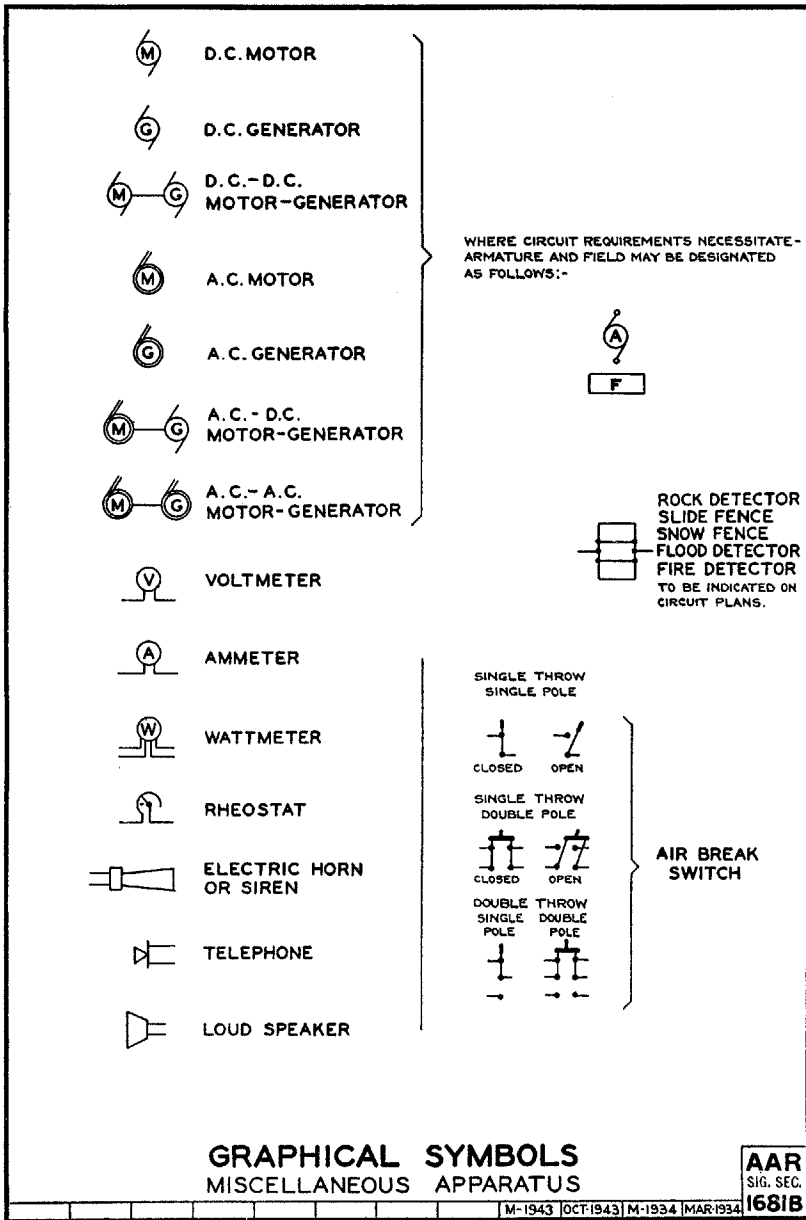 M D.C. MOTOR
G D.C. GENERATOR
M G D.C.-D.C.
MOTOR-GENERATOR
M A.C. MOTOR
G A.C. GENERATOR
M G A.C.-D.C.
MOTOR-GENERATOR
M G A.C.-A.C.
MOTOR-GENERATOR
WHERE CIRCUIT REQUIREMENTS NECESSITATE-
ARMATURE AND FIELD MAY BE DESIGNATED
AS FOLLOWS:-
A
F
ROCK DETECTOR
SLIDE FENCE
SNOW FENCE
FLOOD DETECTOR
FIRE DETECTOR
TO BE INDICATED ON
CIRCUIT PLANS.
V VOLTMETER
A AMMETER
W WATTMETER
RHEOSTAT
ELECTRIC HORN
OR SIREN
TELEPHONE
LOUD SPEAKER
SINGLE THROW
SINGLE POLE
CLOSED OPEN
SINGLE THROW
DOUBLE POLE
CLOSED OPEN
DOUBLE THROW
SINGLE DOUBLE
POLE POLE
AIR BREAK
SWITCH
GRAPHICAL SYMBOLS
MISCELLANEOUS APPARATUS
M-1943 OCT-1943 M-1934 MAR-1934
AAR
SIG. SEC.
1681B